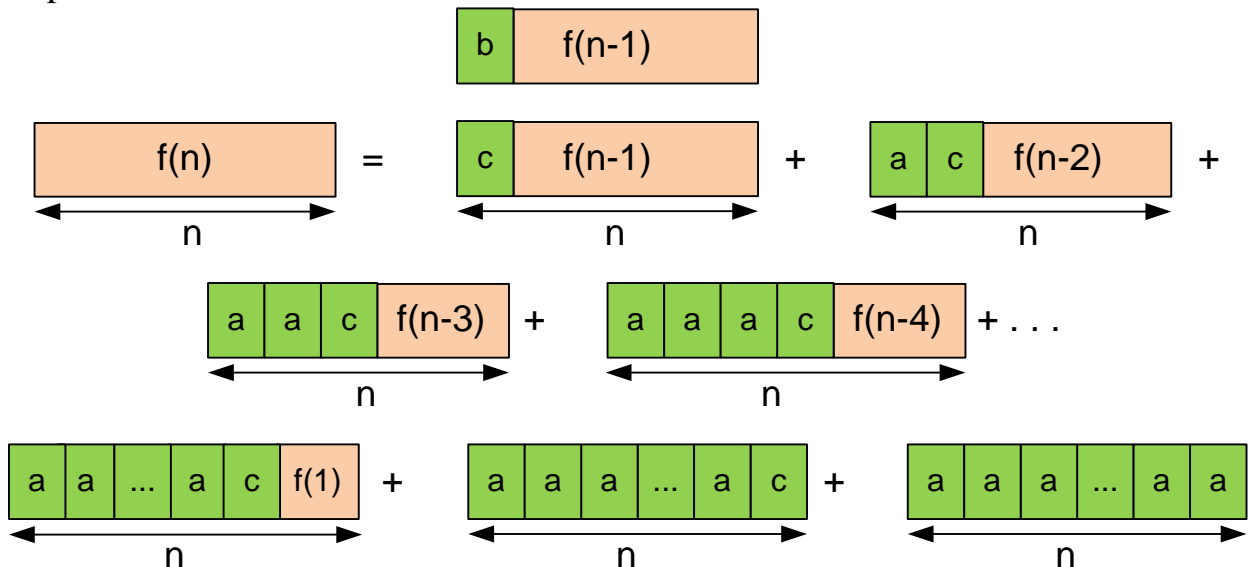 b f(n-1)
f(n) = c f(n-1) + a c f(n-2) +
n n n
a a c f(n-3) + a a a c f(n-4) + . . .
n n
a a ... a c f(1) + a a a ... a c + a a a ... a a
n n n